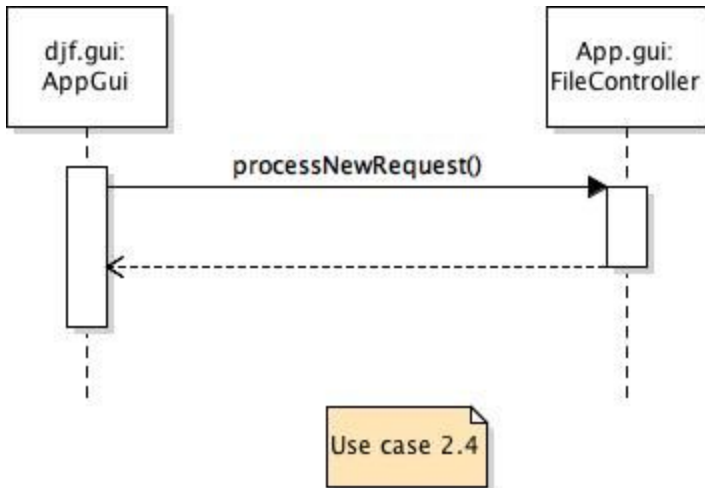 djf.gui:
AppGui
App.gui:
FileController
processNewRequest()
Use case 2.4